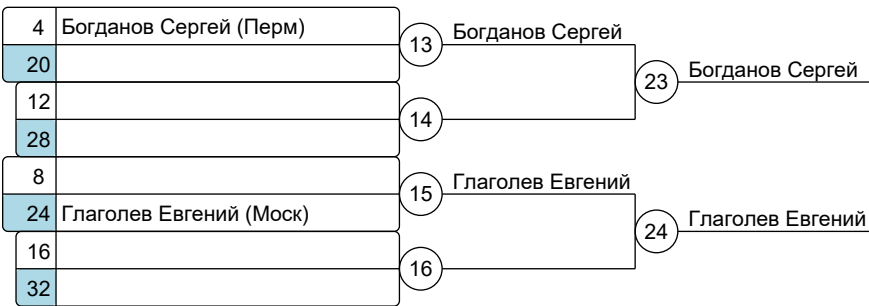 4 Богданов Сергей (Перм)
13 Богданов Сергей
20
23 Богданов Сергей
12
14
28
8
15 Глаголев Евгений
24 Глаголев Евгений (Моск)
24 Глаголев Евгений
16
16
32